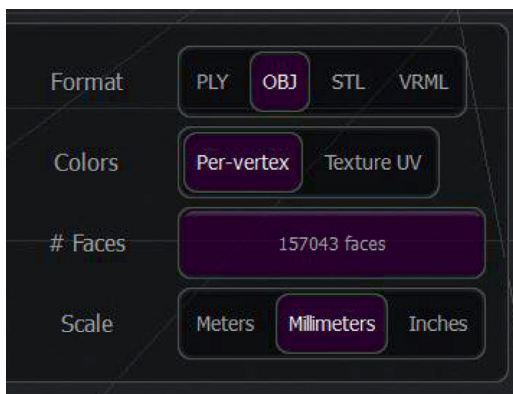 Format PLY OBJ STL VRML
Colors Per-vertex Texture UV
# Faces 157043 faces
Scale Meters Millimeters Inches